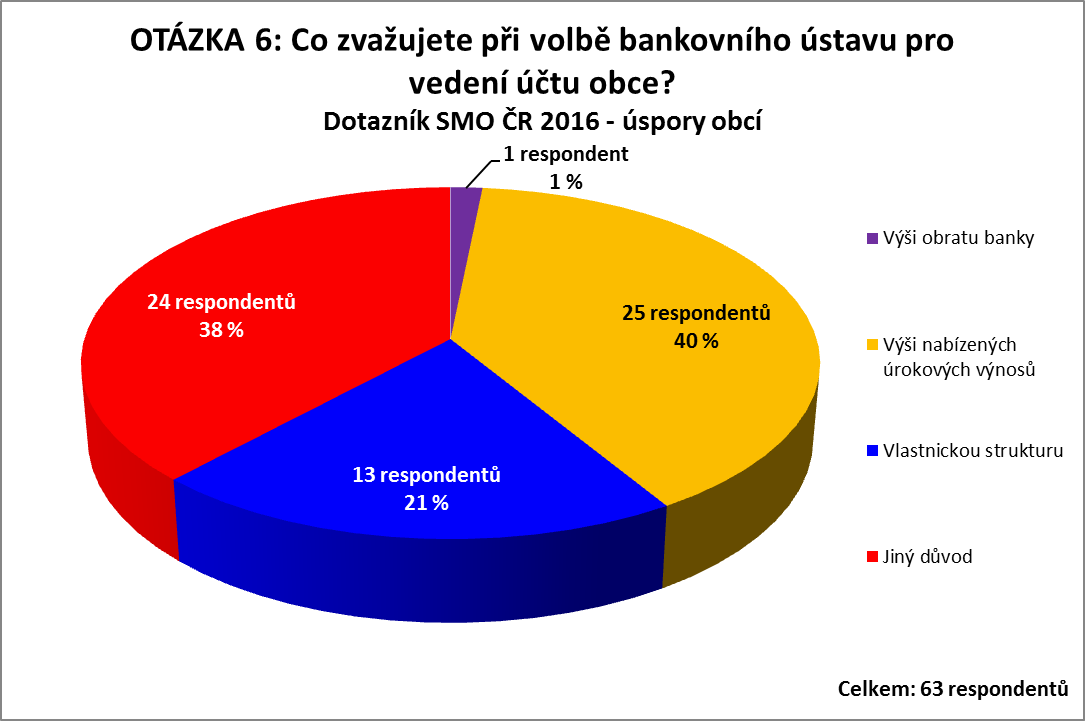 OTÁZKA 6: Co zvažujete při volbě bankovního ústavu pro
vedení účtu obce?
Dotazník SMO ČR 2016 - úspory obcí
1 respondent
1 %
24 respondentů
38 %
25 respondentů
40 %
13 respondentů
21 %
Výši obratu banky
Výši nabízených
úrokových výnosů
Vlastnickou strukturu
Jiný důvod
Celkem: 63 respondentů